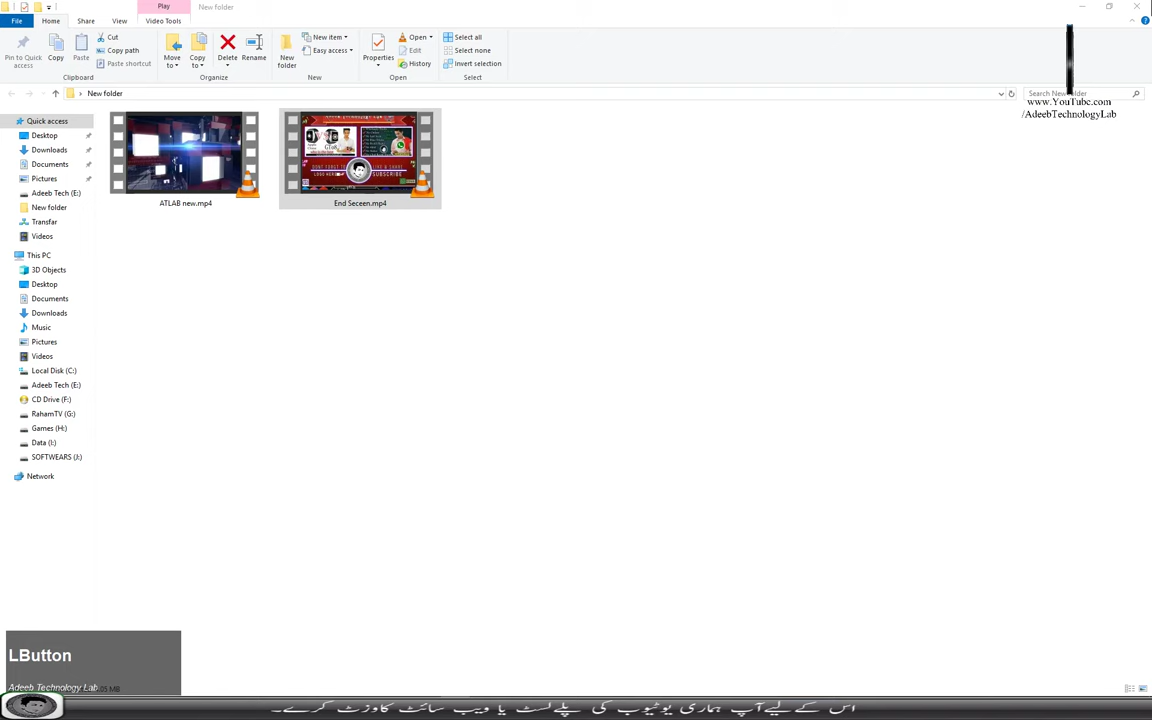 Play
New folder
File
Home
Share
View
Video Tools
Pin to Quick access
Copy
Paste
Cut
Copy path
Paste shortcut
Clipboard
Move to
Copy to
Delete
Rename
Organize
New folder
New item
Easy access
New
Properties
Open
Edit
History
Open
Select all
Select none
Invert selection
Select
New folder
Search New folder
www.YouTube.com
/AdeebTechnologyLab
Quick access
Desktop
Downloads
Documents
Pictures
Adeeb Tech (E:)
New folder
Transfar
Videos
This PC
3D Objects
Desktop
Documents
Downloads
Music
Pictures
Videos
Local Disk (C:)
Adeeb Tech (E:)
CD Drive (F:)
RahamTV (G:)
Games (H:)
Data (I:)
SOFTWEARS (J:)
Network
ATLAB new.mp4
End Seceen.mp4
SUBSCRIBE
LButton
Adeeb Technology Lab
اس کے لیے آپ ہماری یوٹیوب کی پلے لسٹ یا ویب سائٹ کا وزٹ کرے۔